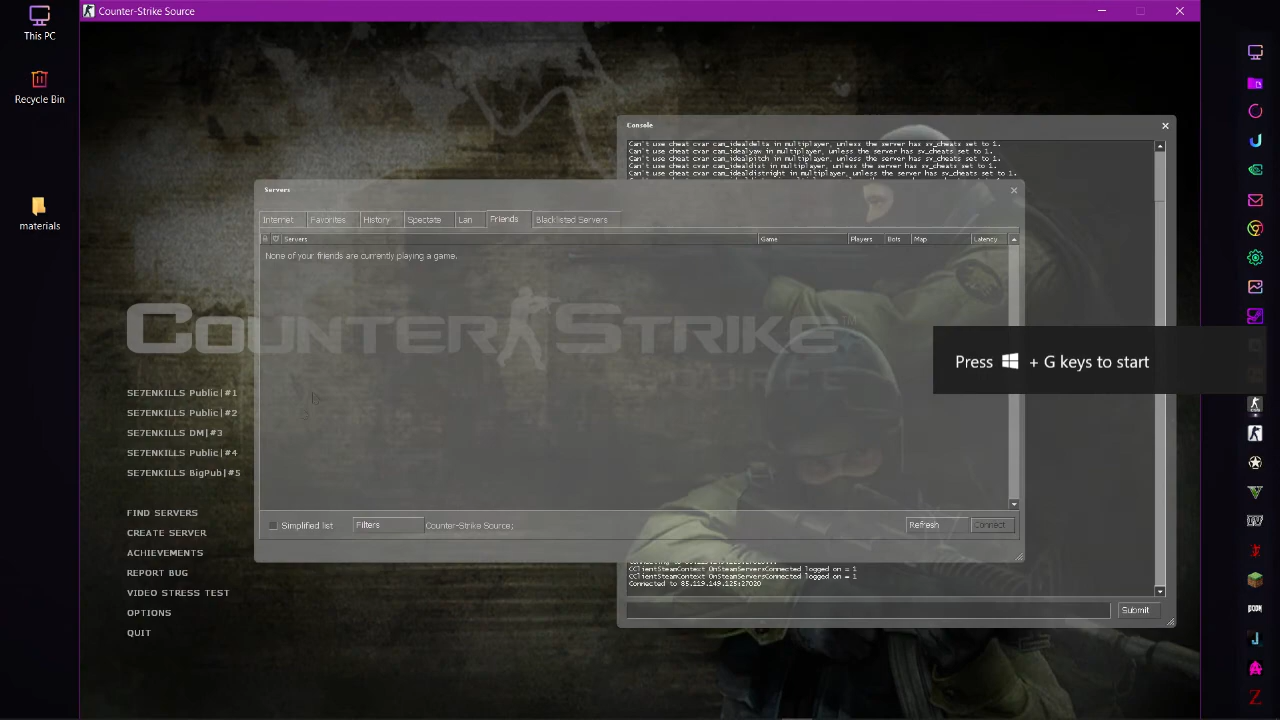 This PC
Recycle Bin
materials
Counter-Strike Source
Console
Can't use cheat cvar cam_idealdelta in multiplayer, unless the server has sv_cheats set to 1.
Can't use cheat cvar cam_idealyaw in multiplayer, unless the server has sv_cheats set to 1.
Can't use cheat cvar cam_idealpitch in multiplayer, unless the server has sv_cheats set to 1.
Can't use cheat cvar cam_idealdist in multiplayer, unless the server has sv_cheats set to 1.
Can't use cheat cvar cam_idealdistright in multiplayer, unless the server has sv_cheats set to 1.
Servers
Internet Favorites History Spectate Lan Friends Blacklisted Servers
Servers Game Players Bots Map Latency
None of your friends are currently playing a game.
COUNTER STRIKE
SOURCE
Press + G keys to start
SE7ENKILLS Public|#1
SE7ENKILLS Public|#2
SE7ENKILLS DM|#3
SE7ENKILLS Public|#4
SE7ENKILLS BigPub|#5
FIND SERVERS
CREATE SERVER
ACHIEVEMENTS
REPORT BUG
VIDEO STRESS TEST
OPTIONS
QUIT
Simplified list Filters Counter-Strike Source; Refresh Connect
CClientSteamContext OnSteamServersConnected logged on = 1
CClientSteamContext OnSteamServersConnected logged on = 1
Connected to 85.119.149.125:27020
Submit